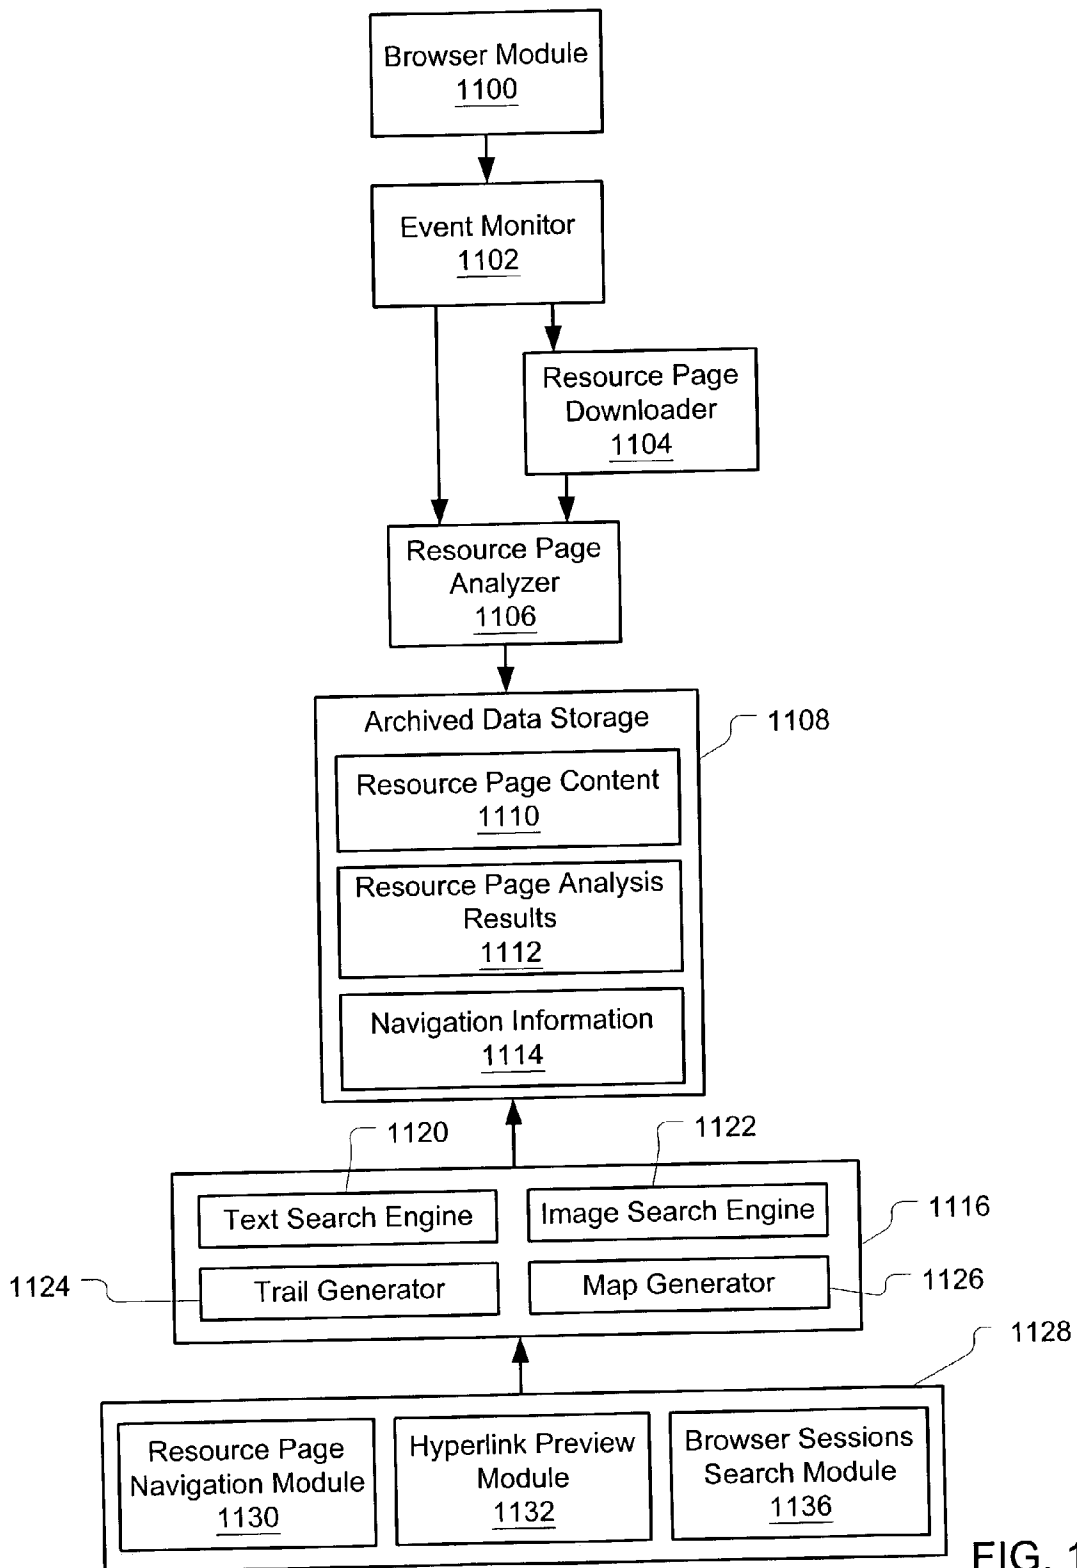 Browser Module
1100
Event Monitor
1102
Resource Page
Downloader
1104
Resource Page
Analyzer
1106
Archived Data Storage
1108
Resource Page Content
1110
Resource Page Analysis
Results
1112
Navigation Information
1114
1120
1122
Text Search Engine
Image Search Engine
1116
1124
Trail Generator
Map Generator
1126
1128
Resource Page
Navigation Module
1130
Hyperlink Preview
Module
1132
Browser Sessions
Search Module
1136
FIG. 1